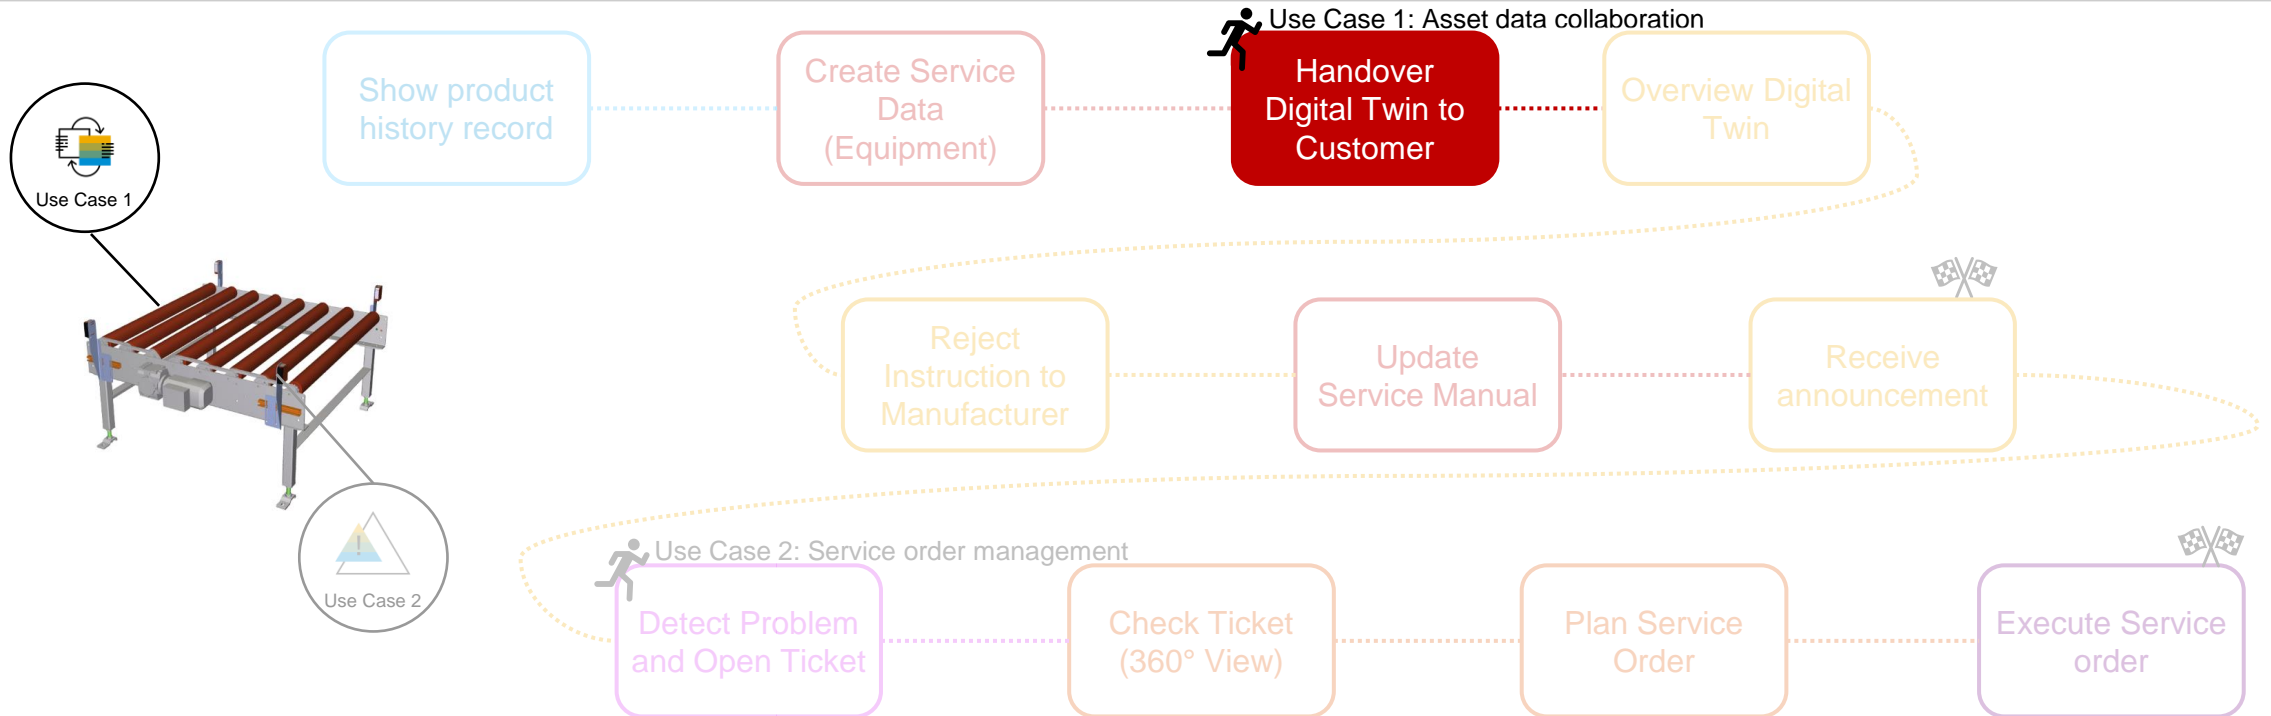 Use Case 1: Asset data collaboration
Show product
history record
Create Service
Data
(Equipment)
Handover
Digital Twin to
Customer
Overview Digital
Twin
Use Case 1
Reject
Instruction to
Manufacturer
Update
Service Manual
Receive
announcement
Use Case 2
Use Case 2: Service order management
Detect Problem
and Open Ticket
Check Ticket
(360° View)
Plan Service
Order
Execute Service
order